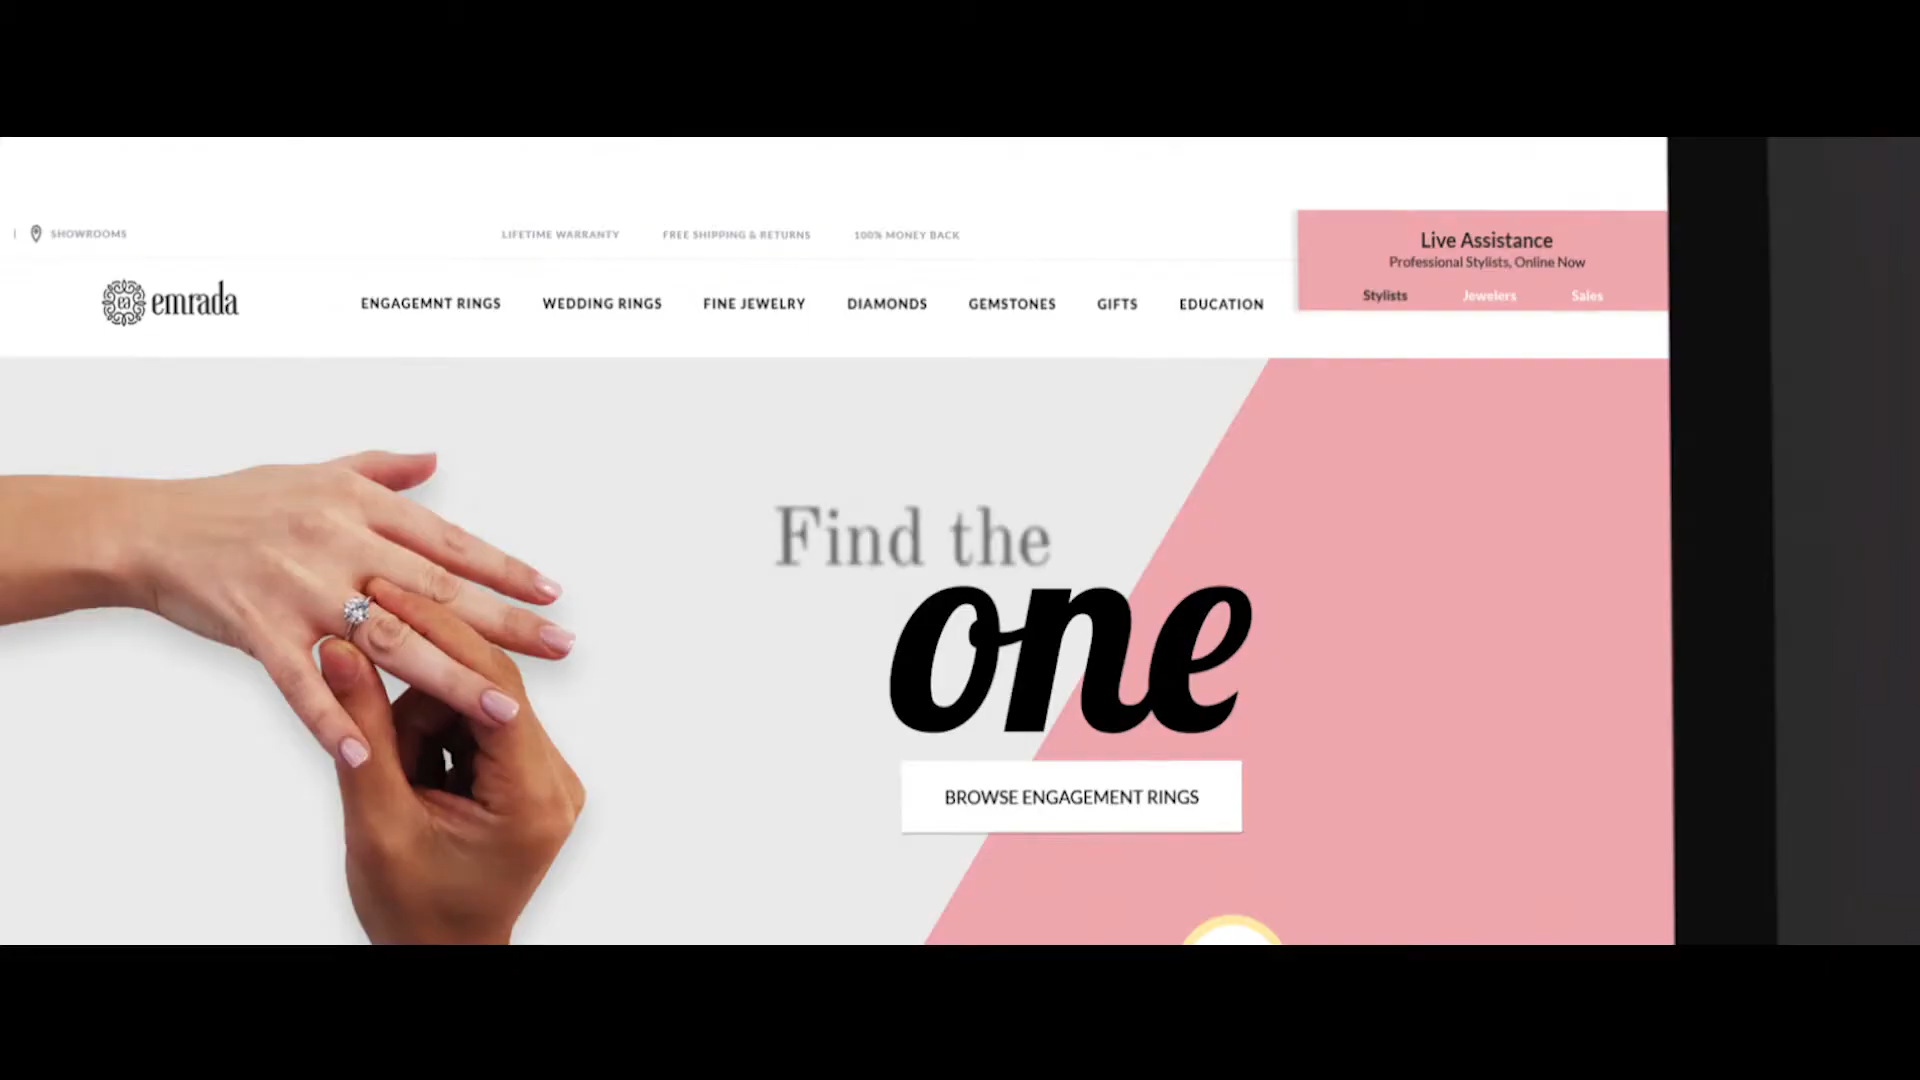 SHOWROOMS
LIFETIME WARRANTY
FREE SHIPPING & RETURNS
100% MONEY BACK
Live Assistance
Professional Stylists, Online Now
Stylists Jewelers Sales
emrada
ENGAGEMNT RINGS
WEDDING RINGS
FINE JEWELRY
DIAMONDS
GEMSTONES
GIFTS
EDUCATION
Find the
one
BROWSE ENGAGEMENT RINGS